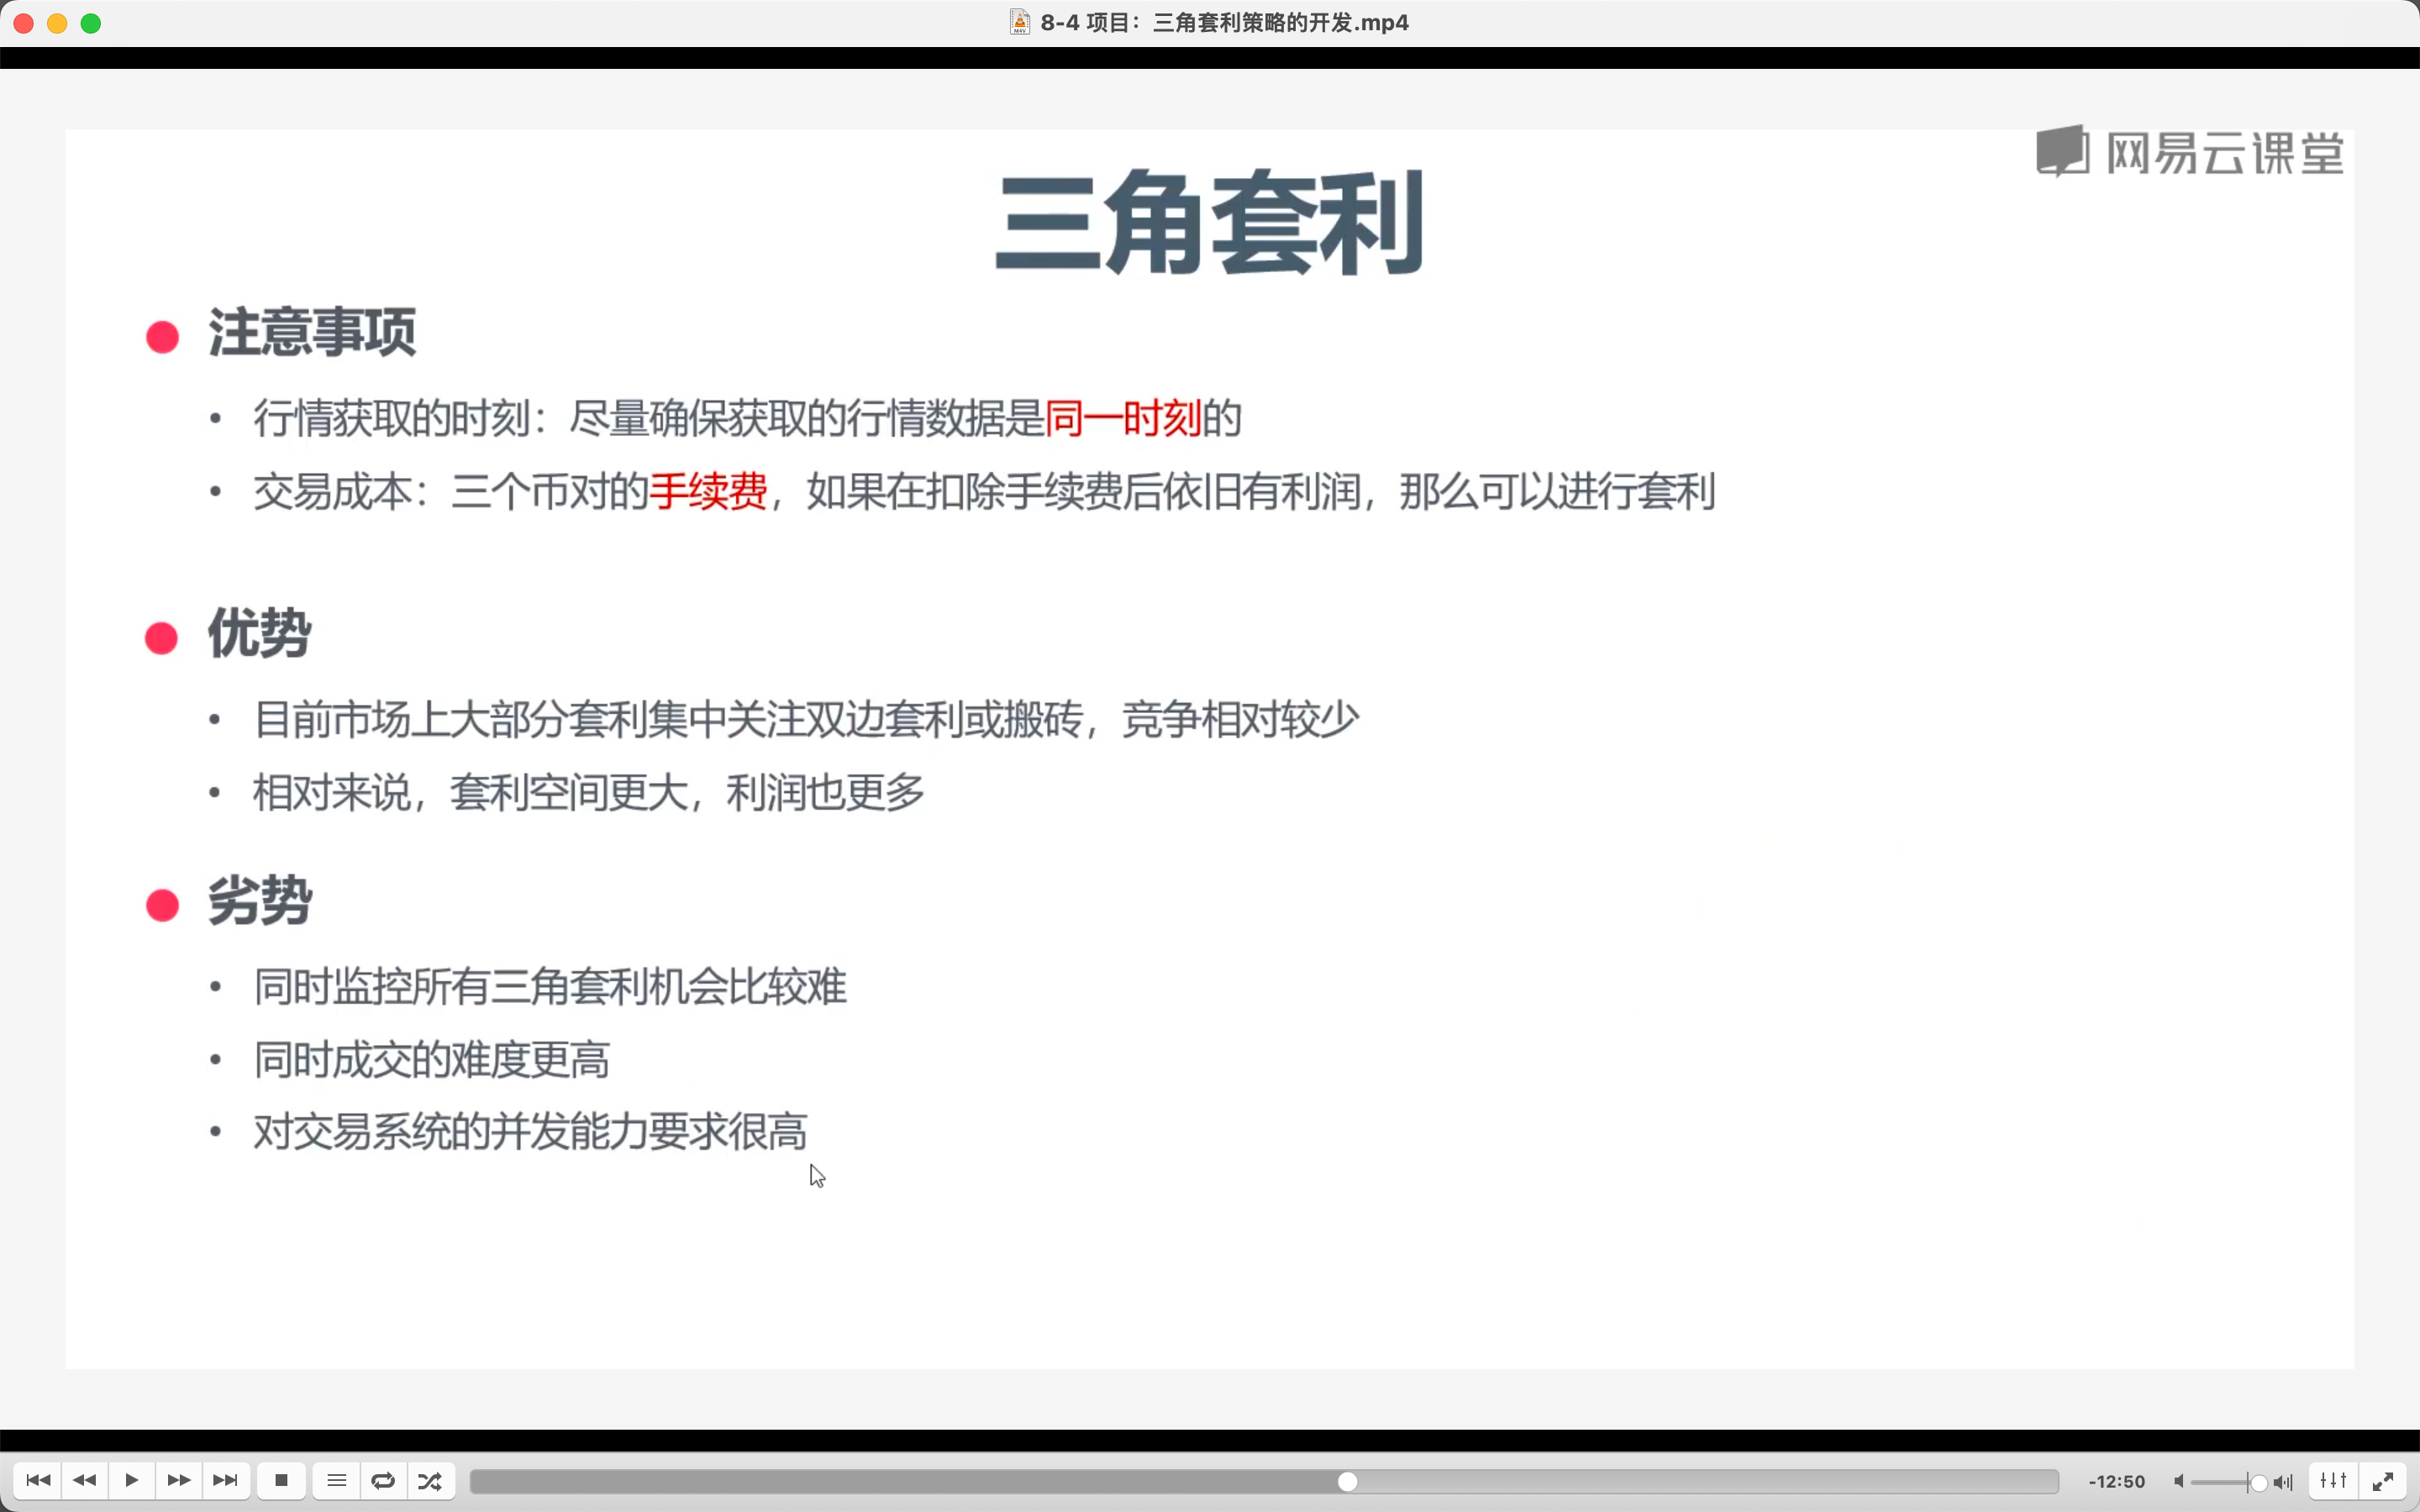 8-4 项目：三角套利策略的开发.mp4
网易云课堂
三角套利
注意事项
• 行情获取的时刻：尽量确保获取的行情数据是同一时刻的
• 交易成本：三个币对的手续费，如果在扣除手续费后依旧有利润，那么可以进行套利
优势
• 目前市场上大部分套利集中关注双边套利或搬砖，竞争相对较少
• 相对来说，套利空间更大，利润也更多
劣势
• 同时监控所有三角套利机会比较难
• 同时成交的难度更高
• 对交易系统的并发能力要求很高
-12:50